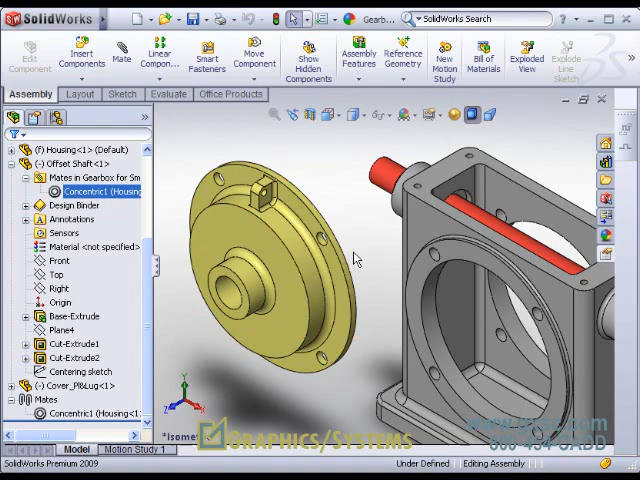 SolidWorks
Gearb...
SolidWorks Search
Edit Component
Insert Components
Mate
Linear Compon...
Smart Fasteners
Move Component
Show Hidden Components
Assembly Features
Reference Geometry
New Motion Study
Bill of Materials
Exploded View
Explode Line Sketch
Assembly
Layout
Sketch
Evaluate
Office Products
(f) Housing<1> (Default)
(-) Offset Shaft<1>
Mates in Gearbox for Sm
Concentric1 (Housing
Design Binder
Annotations
Sensors
Material <not specified>
Front
Top
Right
Origin
Base-Extrude
Plane4
Cut-Extrude1
Cut-Extrude2
Centering sketch
(-) Cover_Pl&Lug<1>
Mates
Concentric1 (Housing<1
Y
X
Z
*Isome
GRAPHICS/SYSTEMS
Model
Motion Study 1
SolidWorks Premium 2009
Under Defined
Editing Assembly